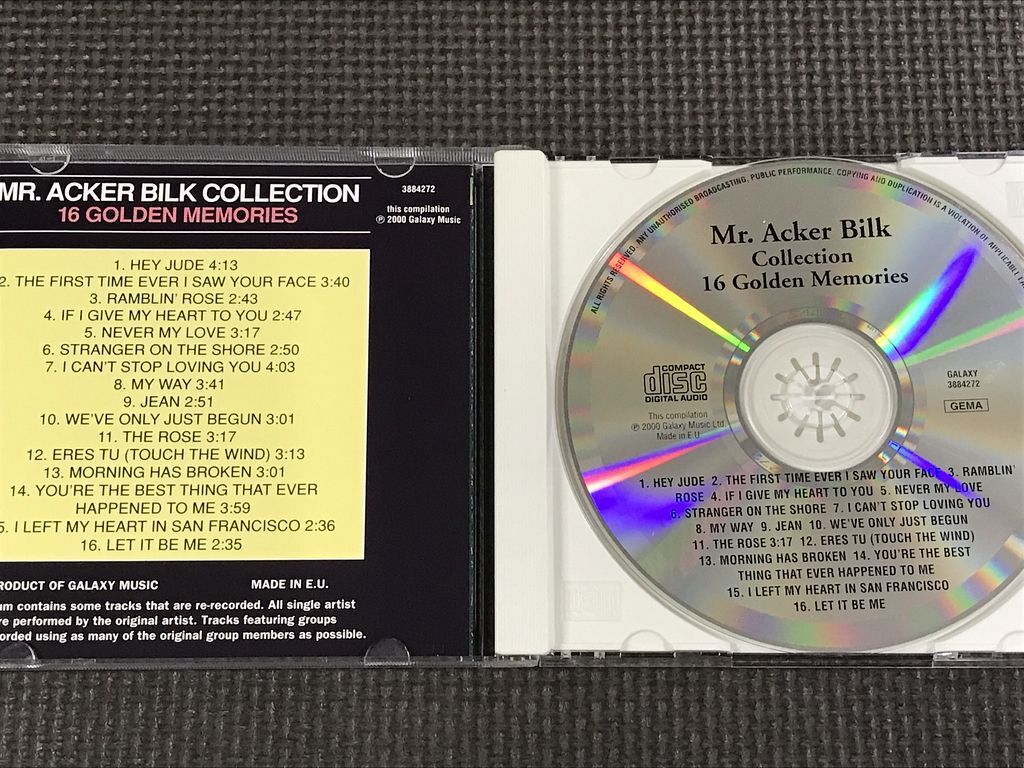 MR. ACKER BILK COLLECTION
16 GOLDEN MEMORIES
3884272
this compilation
℗ 2000 Galaxy Music
1. HEY JUDE 4:13
2. THE FIRST TIME EVER I SAW YOUR FACE 3:40
3. RAMBLIN' ROSE 2:43
4. IF I GIVE MY HEART TO YOU 2:47
5. NEVER MY LOVE 3:17
6. STRANGER ON THE SHORE 2:50
7. I CAN'T STOP LOVING YOU 4:03
8. MY WAY 3:41
9. JEAN 2:51
10. WE'VE ONLY JUST BEGUN 3:01
11. THE ROSE 3:17
12. ERES TU (TOUCH THE WIND) 3:13
13. MORNING HAS BROKEN 3:01
14. YOU'RE THE BEST THING THAT EVER
HAPPENED TO ME 3:59
5. I LEFT MY HEART IN SAN FRANCISCO 2:36
16. LET IT BE ME 2:35
RODUCT OF GALAXY MUSIC MADE IN E.U.
um contains some tracks that are re-recorded. All single artist
re performed by the original artist. Tracks featuring groups
orded using as many of the original group members as possible.
ALL RIGHTS RESERVED. ANY UNAUTHORISED BROADCASTING, PUBLIC PERFORMANCE, COPYING AND DUPLICATION IS A VIOLATION OF APPLICABLE
Mr. Acker Bilk
Collection
16 Golden Memories
COMPACT
disc
DIGITAL AUDIO
This compilation
℗ 2000 Galaxy Music Ltd.
Made in E.U.
GALAXY
3884272
GEMA
1. HEY JUDE 2. THE FIRST TIME EVER I SAW YOUR FACE 3. RAMBLIN'
ROSE 4. IF I GIVE MY HEART TO YOU 5. NEVER MY LOVE
6. STRANGER ON THE SHORE 7. I CAN'T STOP LOVING YOU
8. MY WAY 9. JEAN 10. WE'VE ONLY JUST BEGUN
11. THE ROSE 3:17 12. ERES TU (TOUCH THE WIND)
13. MORNING HAS BROKEN 14. YOU'RE THE BEST
THING THAT EVER HAPPENED TO ME
15. I LEFT MY HEART IN SAN FRANCISCO
16. LET IT BE ME